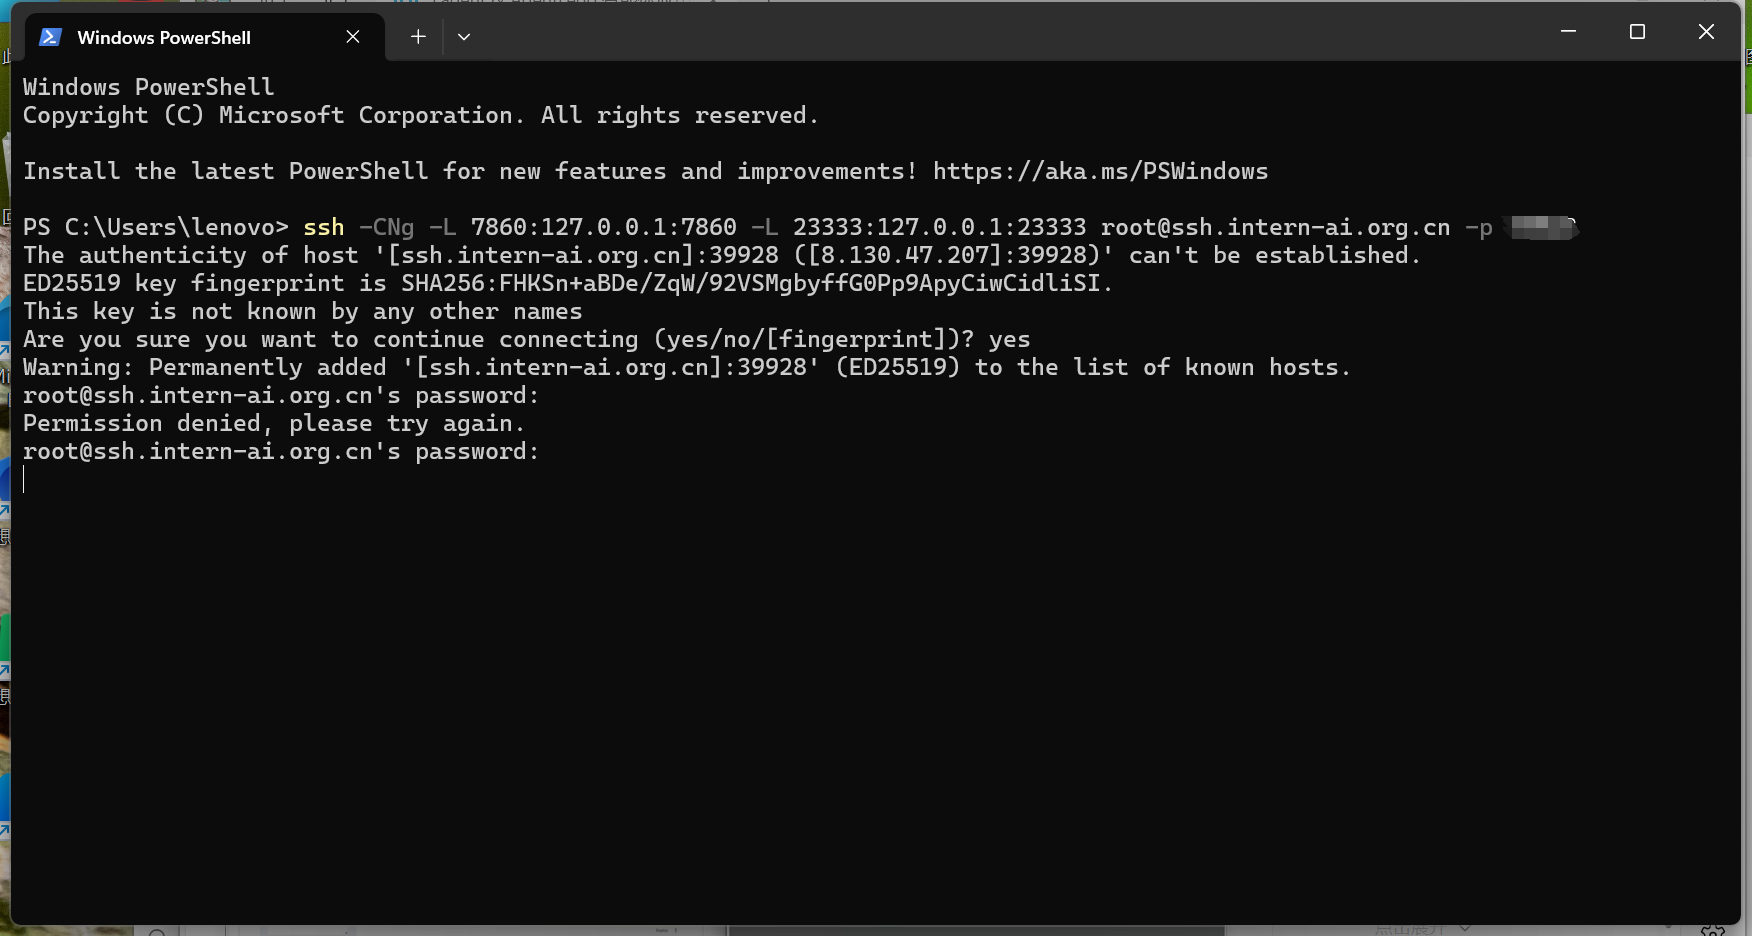 Windows PowerShell
Windows PowerShell
Copyright (C) Microsoft Corporation. All rights reserved.
Install the latest PowerShell for new features and improvements! https://aka.ms/PSWindows
PS C:\Users\lenovo> ssh -CNg -L 7860:127.0.0.1:7860 -L 23333:127.0.0.1:23333 root@ssh.intern-ai.org.cn -p
The authenticity of host '[ssh.intern-ai.org.cn]:39928 ([8.130.47.207]:39928)' can't be established.
ED25519 key fingerprint is SHA256:FHKSn+aBDe/ZqW/92VSMgbyffG0Pp9ApyCiwCidliSI.
This key is not known by any other names
Are you sure you want to continue connecting (yes/no/[fingerprint])? yes
Warning: Permanently added '[ssh.intern-ai.org.cn]:39928' (ED25519) to the list of known hosts.
root@ssh.intern-ai.org.cn's password:
Permission denied, please try again.
root@ssh.intern-ai.org.cn's password: